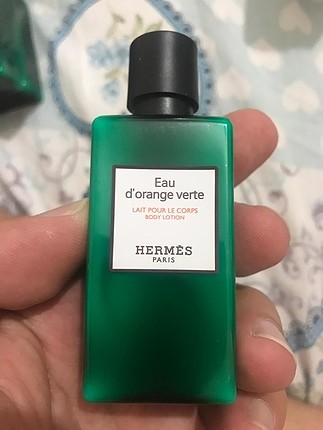 Eau
d'orange verte
LAIT POUR LE CORPS
BODY LOTION
HERMÈS
PARIS